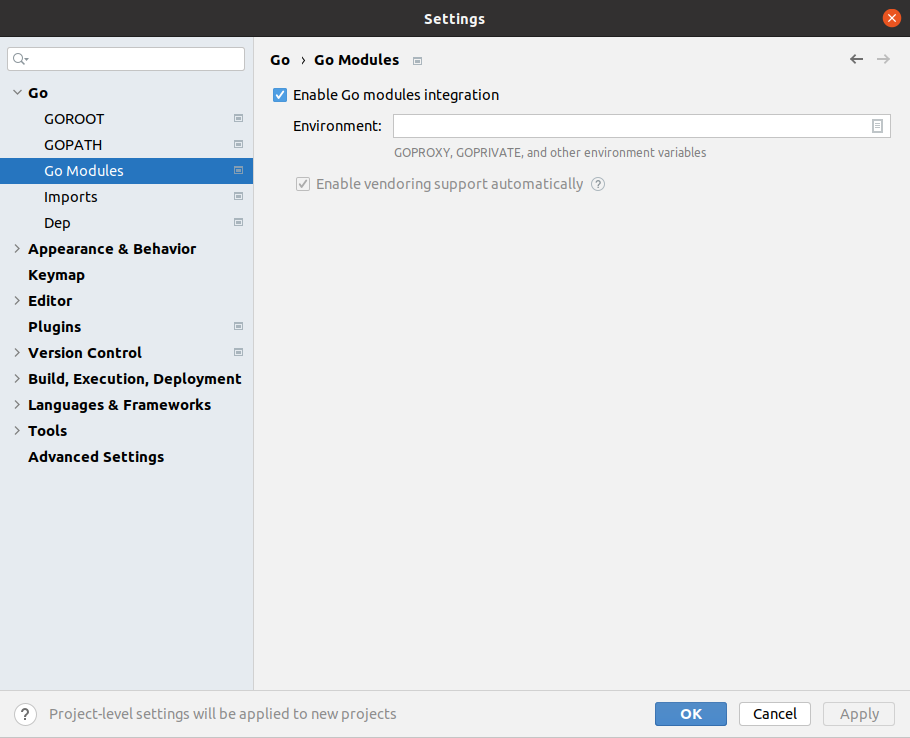 Settings
Go
GOROOT
GOPATH
Go Modules
Imports
Dep
Appearance & Behavior
Keymap
Editor
Plugins
Version Control
Build, Execution, Deployment
Languages & Frameworks
Tools
Advanced Settings
Go › Go Modules
Enable Go modules integration
Environment:
GOPROXY, GOPRIVATE, and other environment variables
Enable vendoring support automatically ?
? Project-level settings will be applied to new projects
OK Cancel Apply